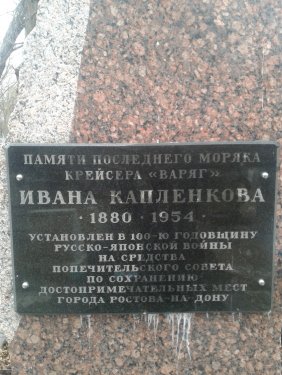 ПАМЯТИ ПОСЛЕДНЕГО МОРЯКА
КРЕЙСЕРА «ВАРЯГ»
ИВАНА КАПЛЕНКОВА
· 1880 · 1954 ·
УСТАНОВЛЕН В 100-Ю ГОДОВЩИНУ
РУССКО-ЯПОНСКОЙ ВОЙНЫ
НА СРЕДСТВА
ПОПЕЧИТЕЛЬСКОГО СОВЕТА
ПО СОХРАНЕНИЮ
ДОСТОПРИМЕЧАТЕЛЬНЫХ МЕСТ
ГОРОДА РОСТОВА-НА-ДОНУ